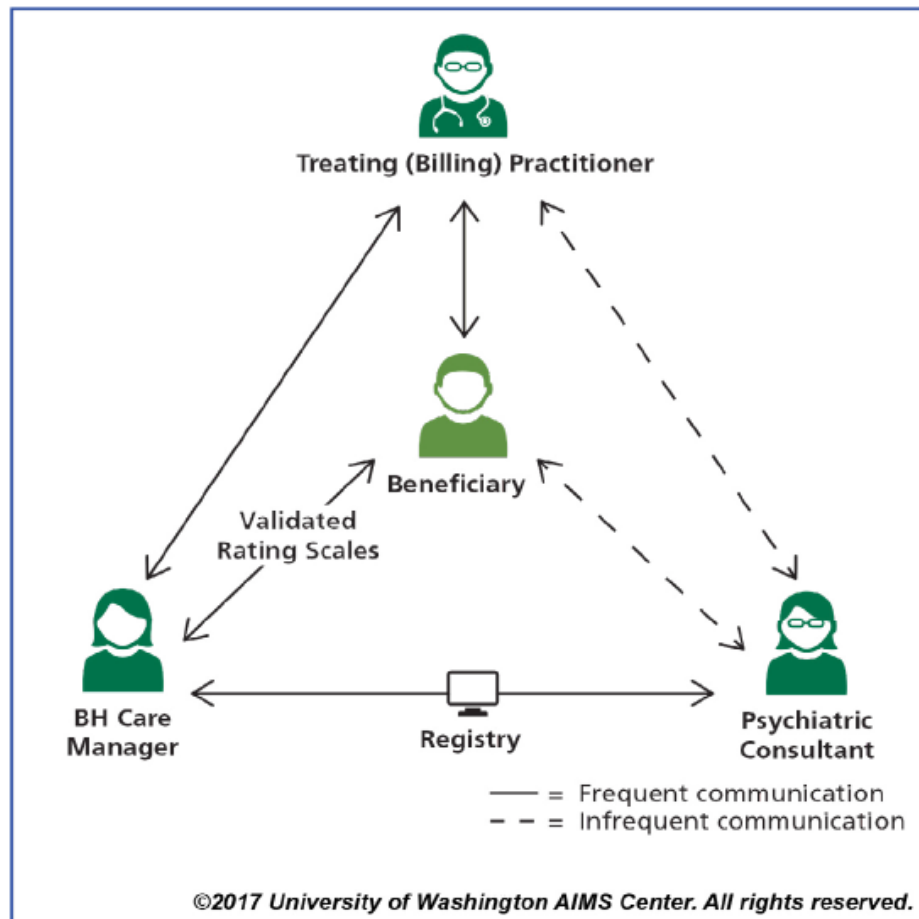 Treating (Billing) Practitioner
Beneficiary
Validated
Rating Scales
BH Care
Manager
Registry
Psychiatric
Consultant
= Frequent communication
= Infrequent communication
©2017 University of Washington AIMS Center. All rights reserved.